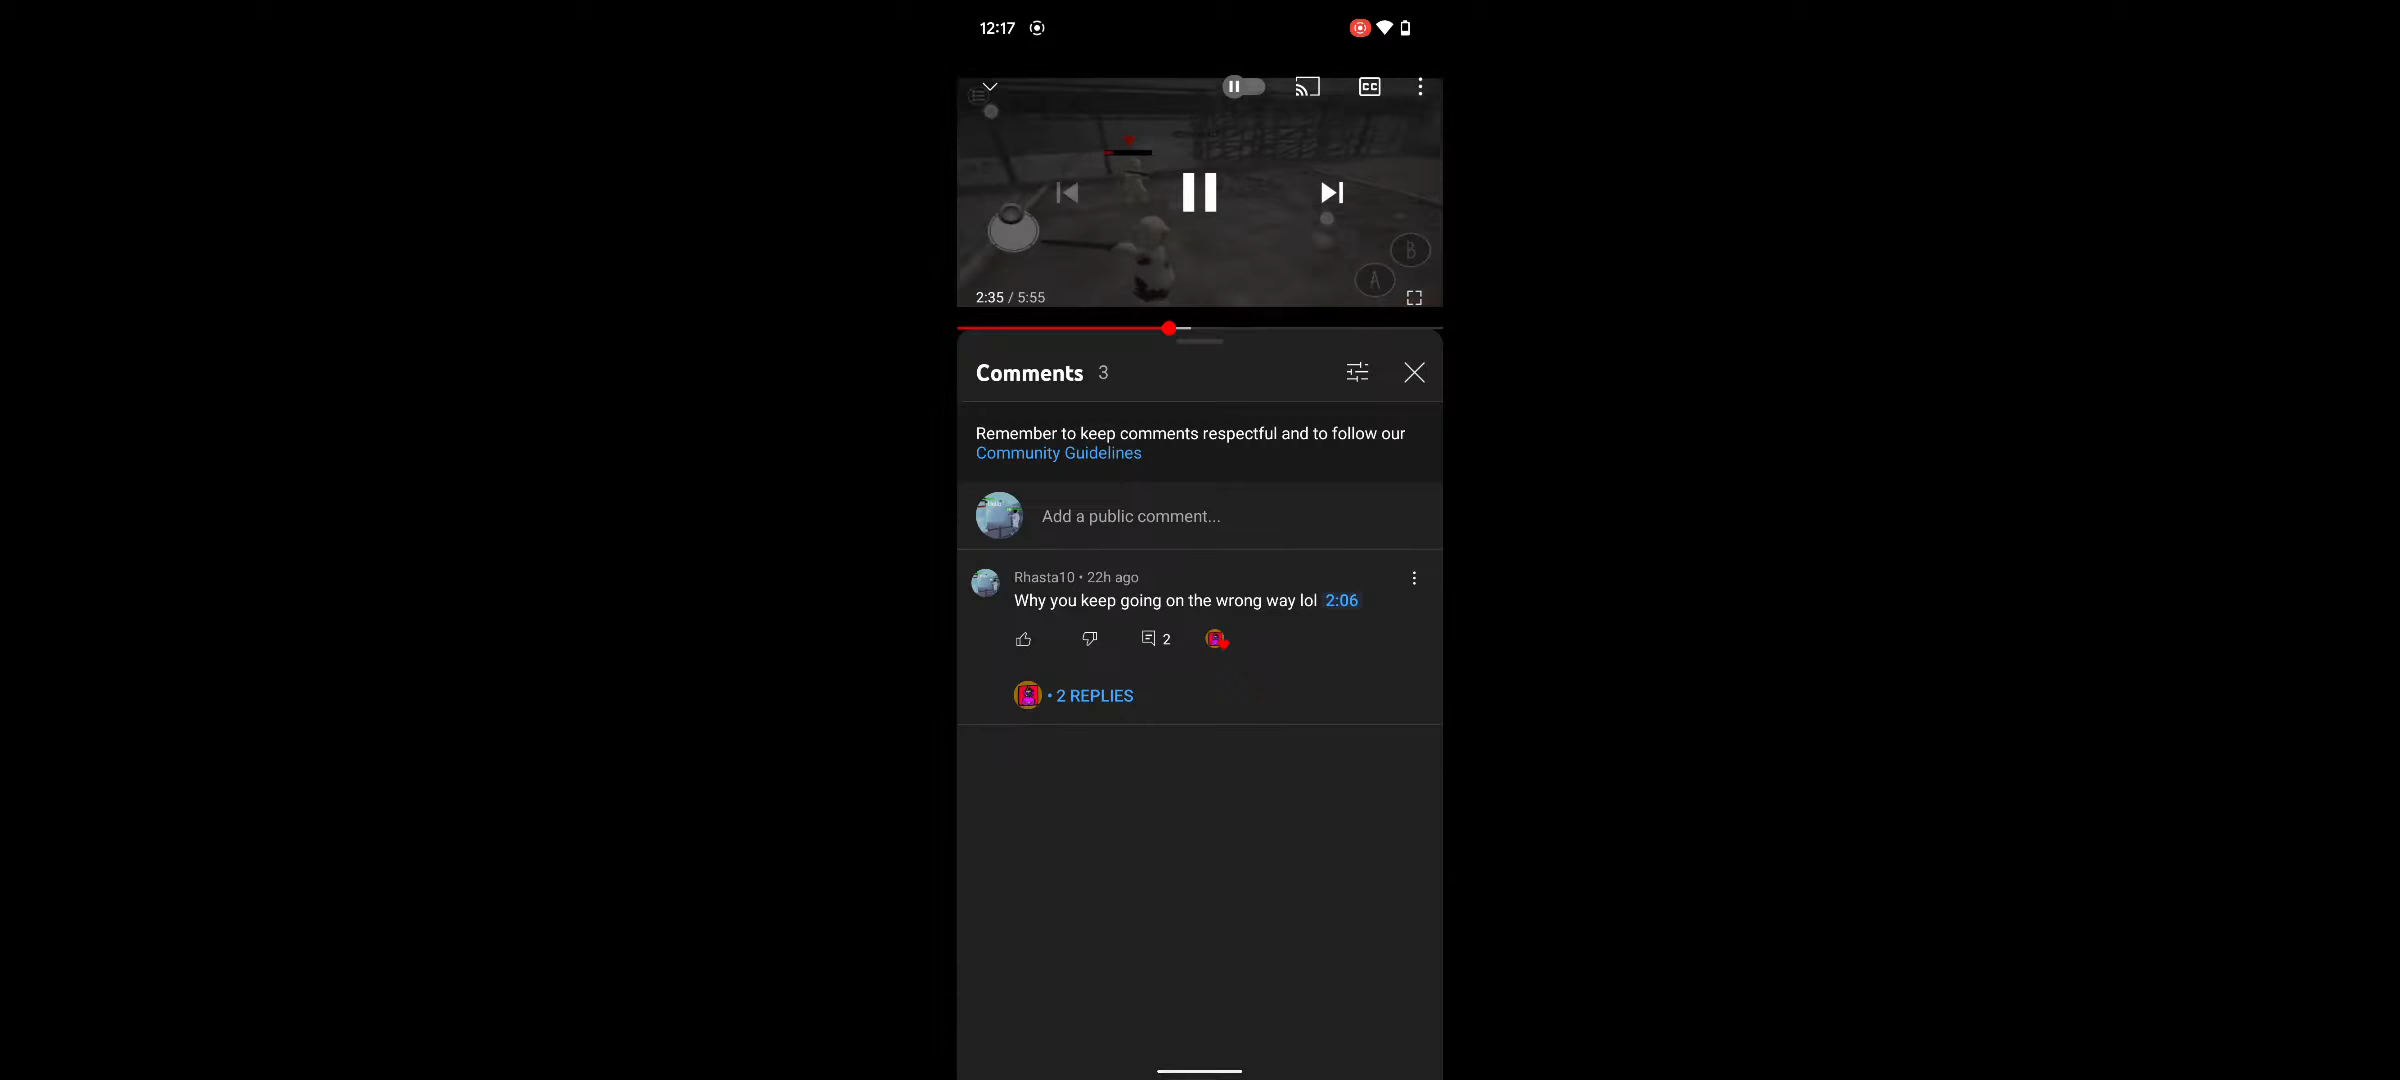 12:17
CC
B
A
2:35 / 5:55
Comments 3
Remember to keep comments respectful and to follow our
Community Guidelines
Add a public comment...
Rhasta10 • 22h ago
Why you keep going on the wrong way lol 2:06
2
• 2 REPLIES